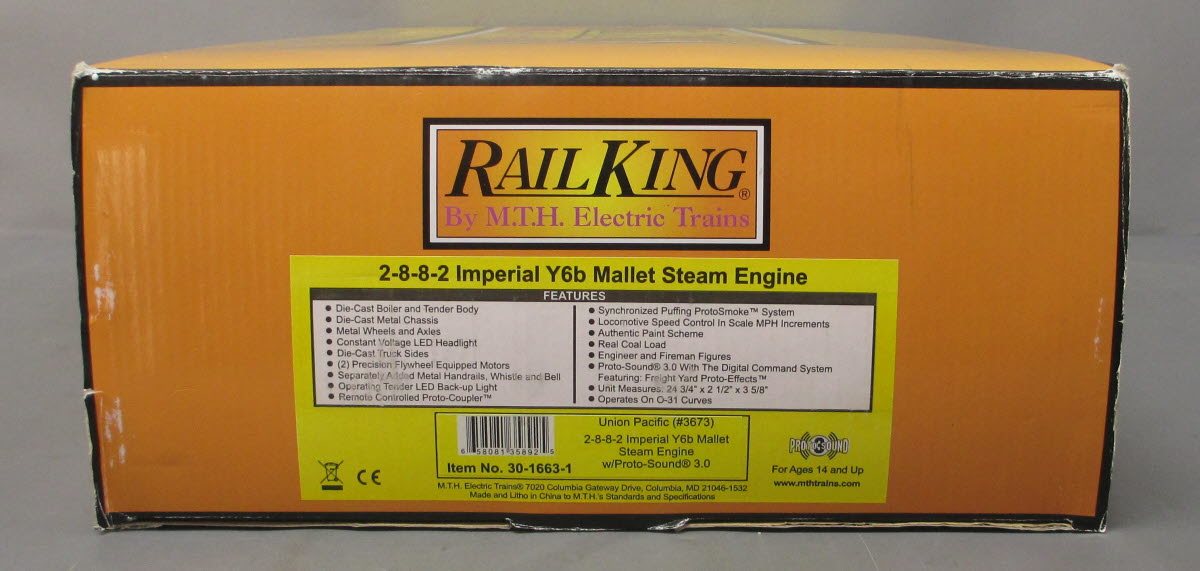 RAILKING®
By M.T.H. Electric Trains
2-8-8-2 Imperial Y6b Mallet Steam Engine
FEATURES
● Die-Cast Boiler and Tender Body
● Die-Cast Metal Chassis
● Metal Wheels and Axles
● Constant Voltage LED Headlight
● Die-Cast Truck Sides
● (2) Precision Flywheel Equipped Motors
● Separately Added Metal Handrails, Whistle and Bell
● Operating Tender LED Back-up Light
● Remote Controlled Proto-Coupler™
● Synchronized Puffing ProtoSmoke™ System
● Locomotive Speed Control In Scale MPH Increments
● Authentic Paint Scheme
● Real Coal Load
● Engineer and Fireman Figures
● Proto-Sound® 3.0 With The Digital Command System
Featuring: Freight Yard Proto-Effects™
● Unit Measures: 24 3/4" x 2 1/2" x 3 5/8"
● Operates On O-31 Curves
6 58081 35892 5
Item No. 30-1663-1
Union Pacific (#3673)
2-8-8-2 Imperial Y6b Mallet
Steam Engine
w/Proto-Sound® 3.0
CE
M.T.H. Electric Trains® 7020 Columbia Gateway Drive, Columbia, MD 21046-1532
Made and Litho in China to M.T.H.'s Standards and Specifications
PROTO 3 SOUND
For Ages 14 and Up
www.mthtrains.com